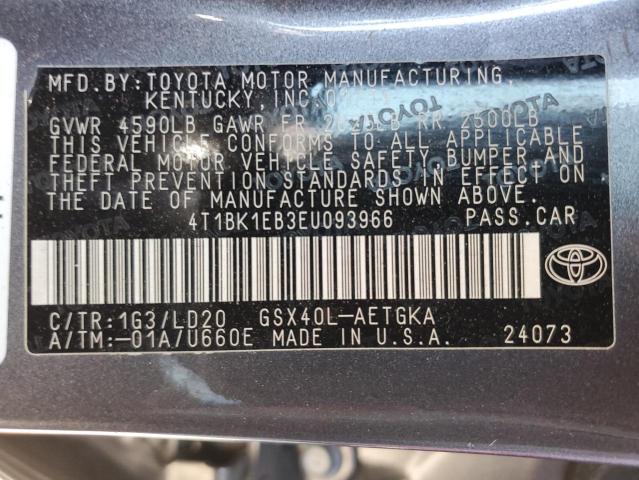 MFD.BY:TOYOTA MOTOR MANUFACTURING,
KENTUCKY, INC.
GVWR 4590LB GAWR FR RR 2500LB
THIS VEHICLE CONFORMS TO ALL APPLICABLE
FEDERAL MOTOR VEHICLE SAFETY, BUMPER, AND
THEFT PREVENTION STANDARDS IN EFFECT ON
THE DATE OF MANUFACTURE SHOWN ABOVE.
4T1BK1EB3EU093966 PASS.CAR
C/TR:1G3/LD20 GSX40L-AETGKA
A/TM:-01A/U660E MADE IN U.S.A. 24073